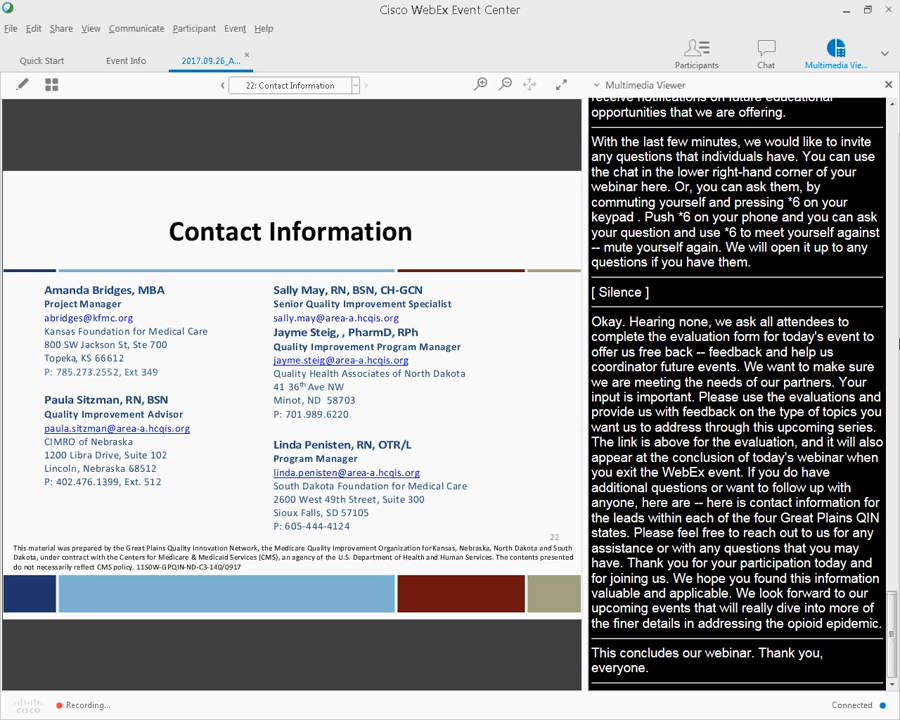 Cisco WebEx Event Center
File Edit Share View Communicate Participant Event Help
Quick Start Event Info 2017.09.26_A...
Participants Chat Multimedia Vie...
22: Contact Information
Multimedia Viewer
Contact Information
Amanda Bridges, MBA
Project Manager
abridges@kfmc.org
Kansas Foundation for Medical Care
800 SW Jackson St, Ste 700
Topeka, KS 66612
P: 785.273.2552, Ext 349
Paula Sitzman, RN, BSN
Quality Improvement Advisor
paula.sitzman@area-a.hcqis.org
CIMRO of Nebraska
1200 Libra Drive, Suite 102
Lincoln, Nebraska 68512
P: 402.476.1399, Ext. 512
Sally May, RN, BSN, CH-GCN
Senior Quality Improvement Specialist
sally.may@area-a.hcqis.org
Jayme Steig, , PharmD, RPh
Quality Improvement Program Manager
jayme.steig@area-a.hcqis.org
Quality Health Associates of North Dakota
41 36th Ave NW
Minot, ND 58703
P: 701.989.6220
Linda Penisten, RN, OTR/L
Program Manager
linda.penisten@area-a.hcqis.org
South Dakota Foundation for Medical Care
2600 West 49th Street, Suite 300
Sioux Falls, SD 57105
P: 605-444-4124
22
This material was prepared by the Great Plains Quality Innovation Network, the Medicare Quality Improvement Organization for Kansas, Nebraska, North Dakota and South
Dakota, under contract with the Centers for Medicare & Medicaid Services (CMS), an agency of the U.S. Department of Health and Human Services. The contents presented
do not necessarily reflect CMS policy. 11SOW-GPQIN-ND-C3-140/0917
receive notifications on future educational
opportunities that we are offering.
With the last few minutes, we would like to invite
any questions that individuals have. You can use
the chat in the lower right-hand corner of your
webinar here. Or, you can ask them, by
commuting yourself and pressing *6 on your
keypad . Push *6 on your phone and you can ask
your question and use *6 to meet yourself against
-- mute yourself again. We will open it up to any
questions if you have them.
[ Silence ]
Okay. Hearing none, we ask all attendees to
complete the evaluation form for today's event to
offer us free back -- feedback and help us
coordinator future events. We want to make sure
we are meeting the needs of our partners. Your
input is important. Please use the evaluations and
provide us with feedback on the type of topics you
want us to address through this upcoming series.
The link is above for the evaluation, and it will also
appear at the conclusion of today's webinar when
you exit the WebEx event. If you do have
additional questions or want to follow up with
anyone, here are -- here is contact information for
the leads within each of the four Great Plains QIN
states. Please feel free to reach out to us for any
assistance or with any questions that you may
have. Thank you for your participation today and
for joining us. We hope you found this information
valuable and applicable. We look forward to our
upcoming events that will really dive into more of
the finer details in addressing the opioid epidemic.
This concludes our webinar. Thank you,
everyone.
cisco
Recording...
Connected